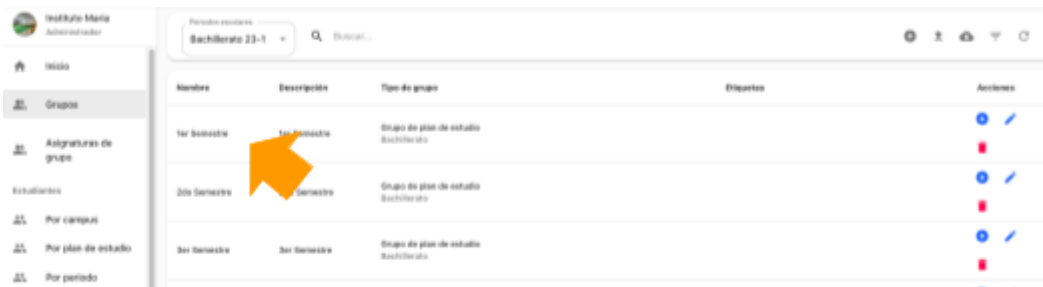 Instituto Maria
Administrador
Inicio
Grupos
Asignaturas de
grupo
Estudiantes
Por campus
Por plan de estudio
Por periodo
Periodos escolares
Bachillerato 23-1
Buscar...
Nombre Descripción Tipo de grupo Etiquetas Acciones
1er Semestre 1er Semestre Grupo de plan de estudio
Bachillerato
2do Semestre Semestre Grupo de plan de estudio
Bachillerato
3er Semestre 3er Semestre Grupo de plan de estudio
Bachillerato